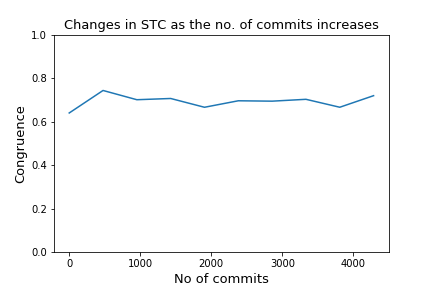 Changes in STC as the no. of commits increases
1.0
0.8
0.6
0.4
0.2
0.0
Congruence
0 1000 2000 3000 4000
No of commits